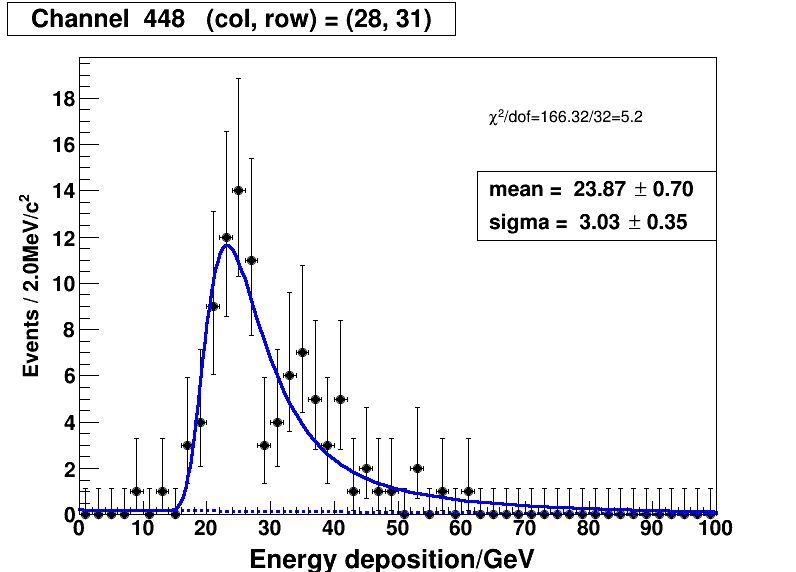 Channel 448 (col, row) = (28, 31)
χ²/dof=166.32/32=5.2
mean = 23.87 ± 0.70
sigma = 3.03 ± 0.35
Events / 2.0MeV/c²
18
16
14
12
10
8
6
4
2
0
0 10 20 30 40 50 60 70 80 90 100
Energy deposition/GeV